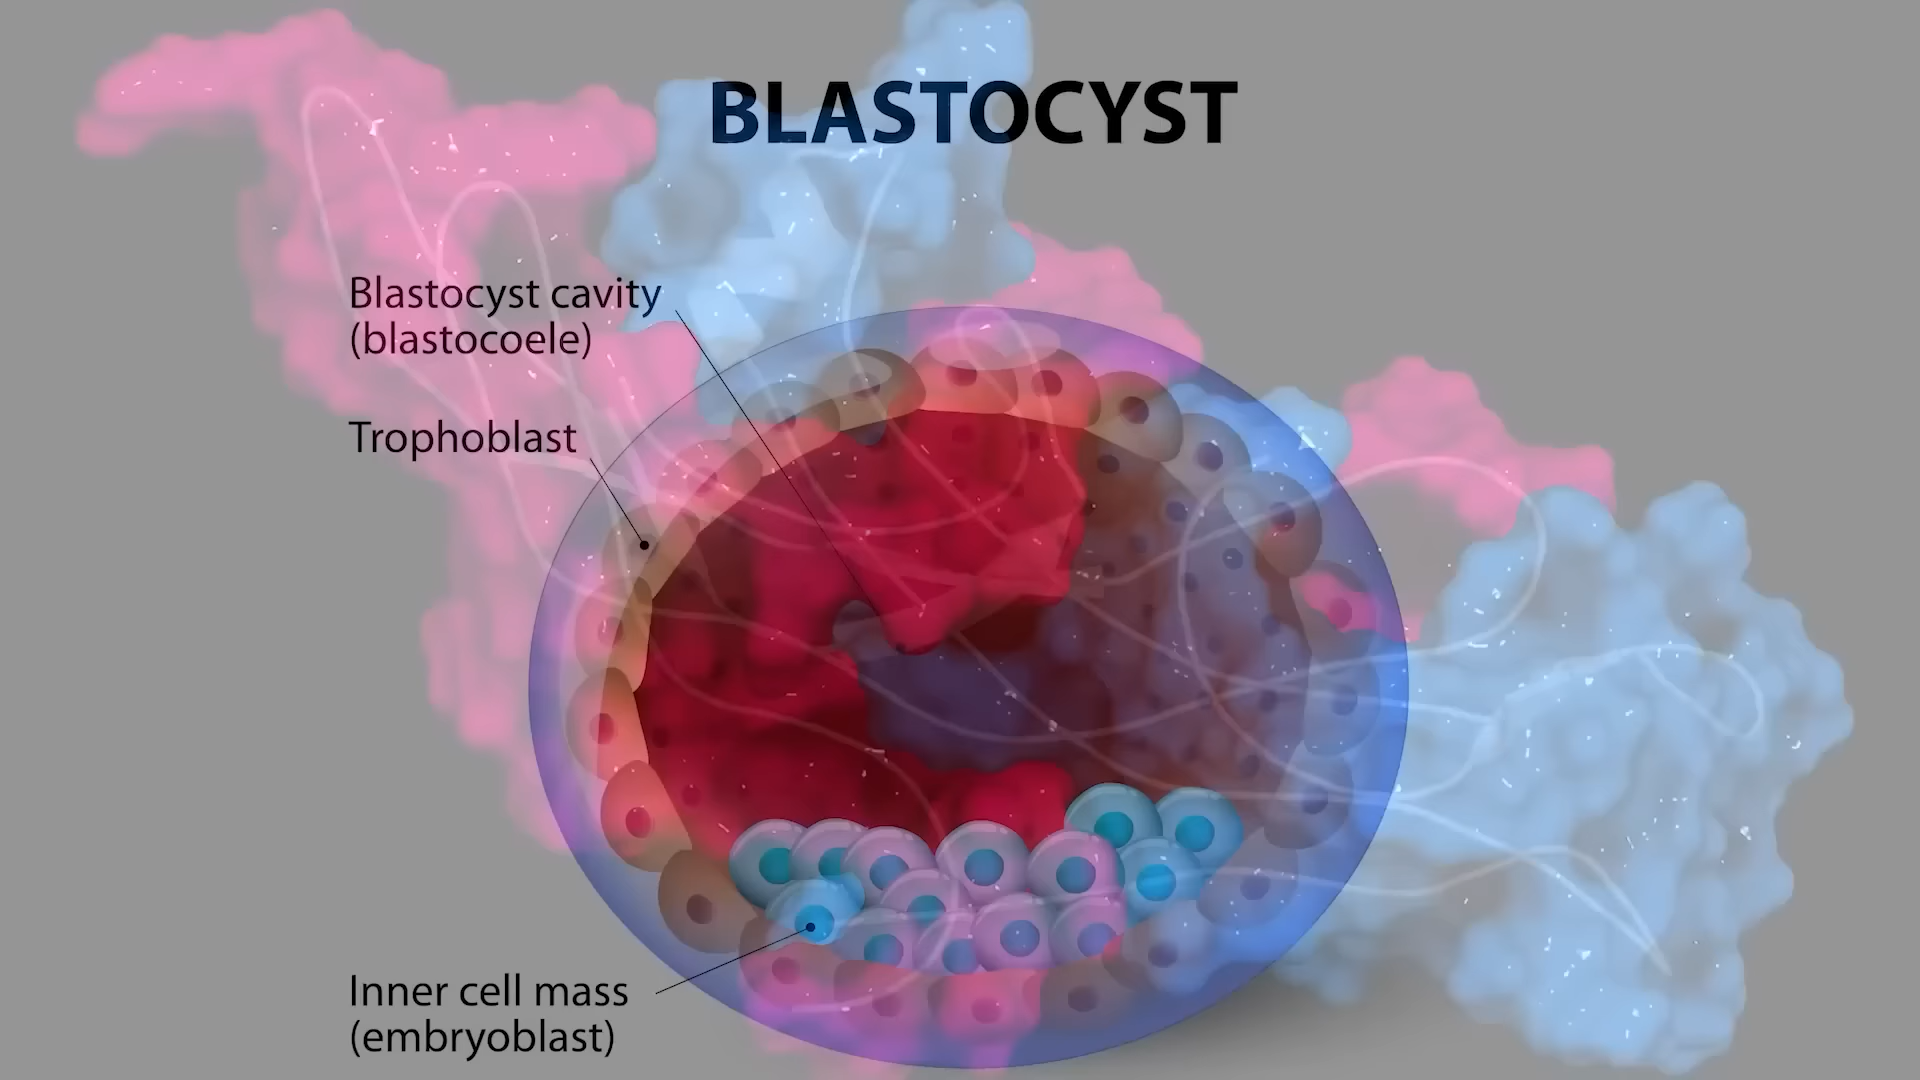 BLASTOCYST
Blastocyst cavity
(blastocoele)
Trophoblast
Inner cell mass
(embryoblast)